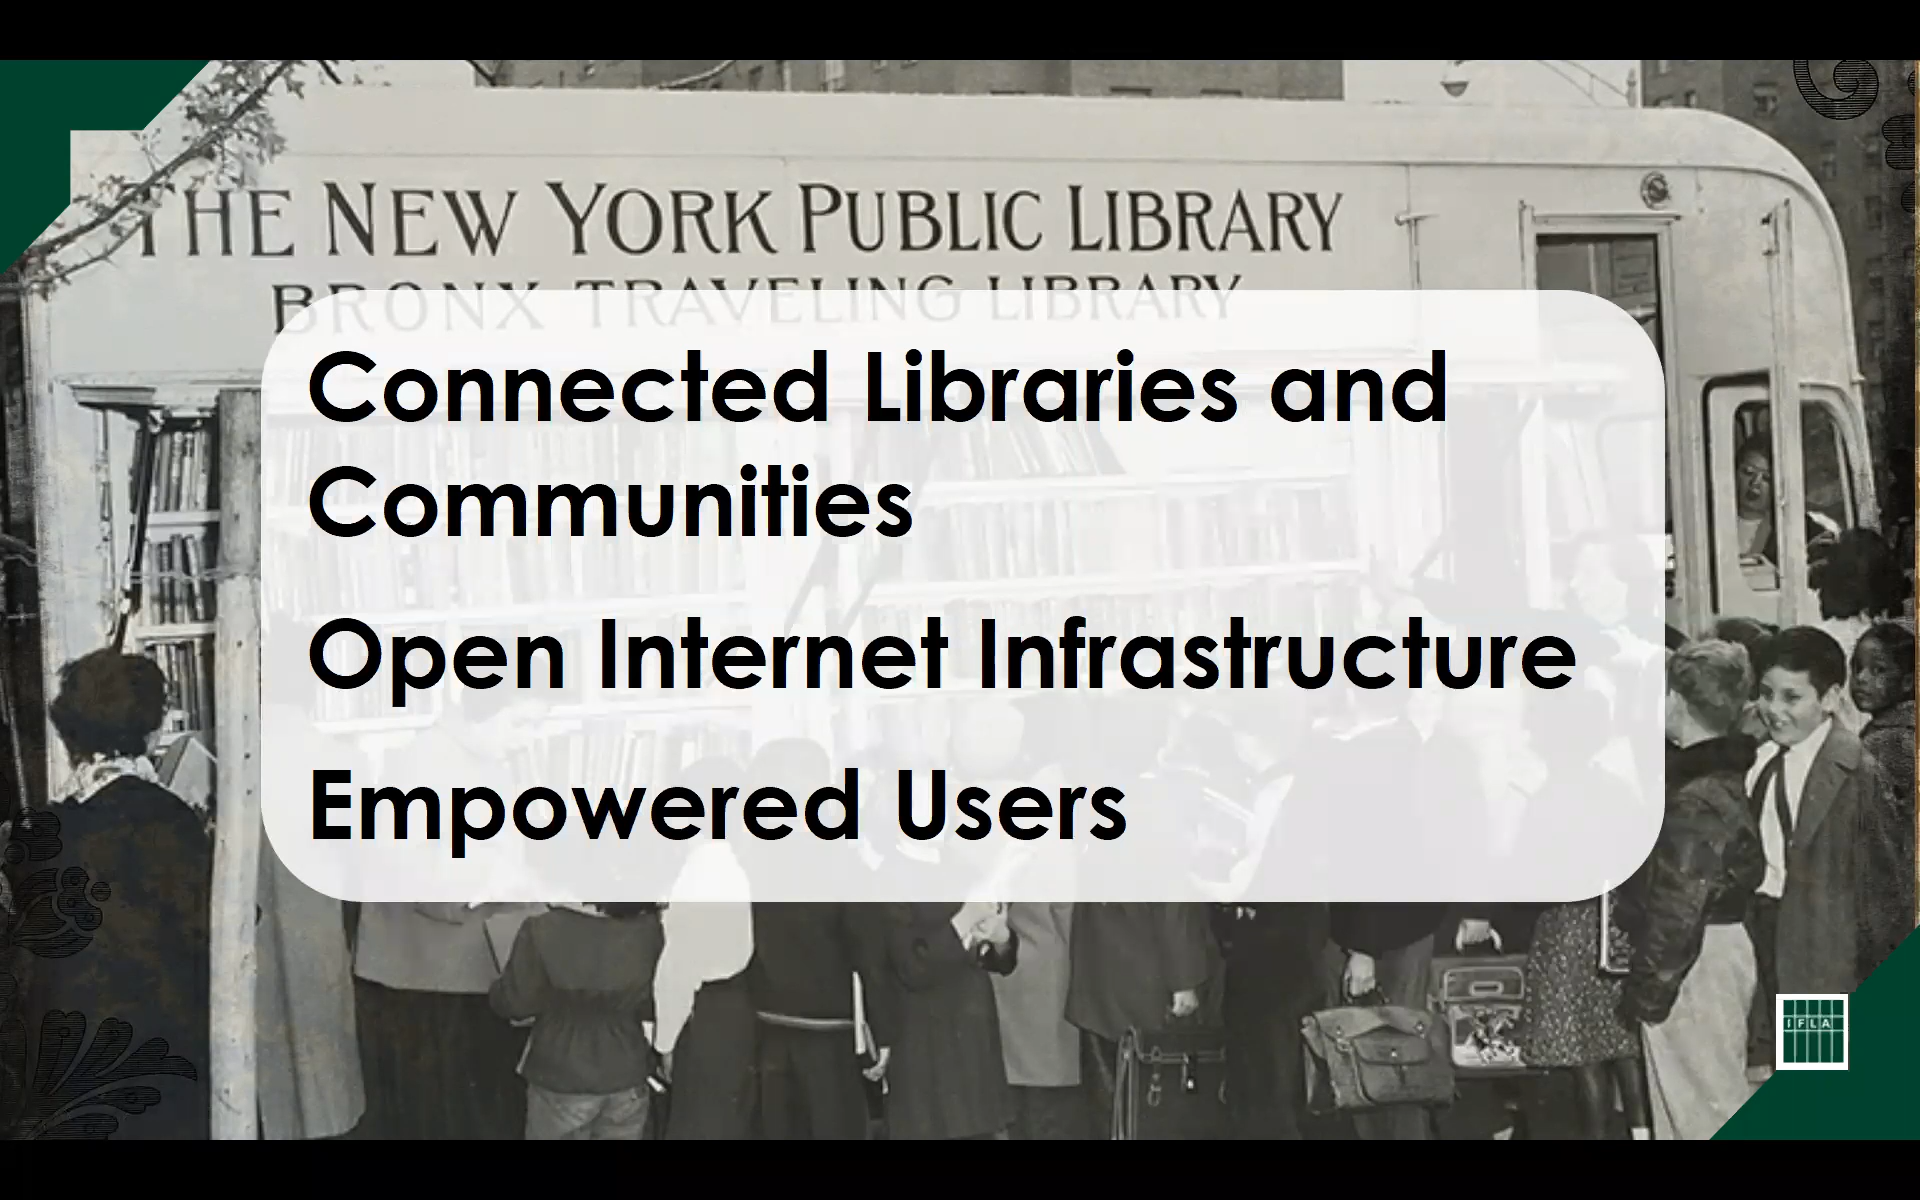 THE NEW YORK PUBLIC LIBRARY
BRONX TRAVELING LIBRARY
Connected Libraries and
Communities
Open Internet Infrastructure
Empowered Users
IFLA